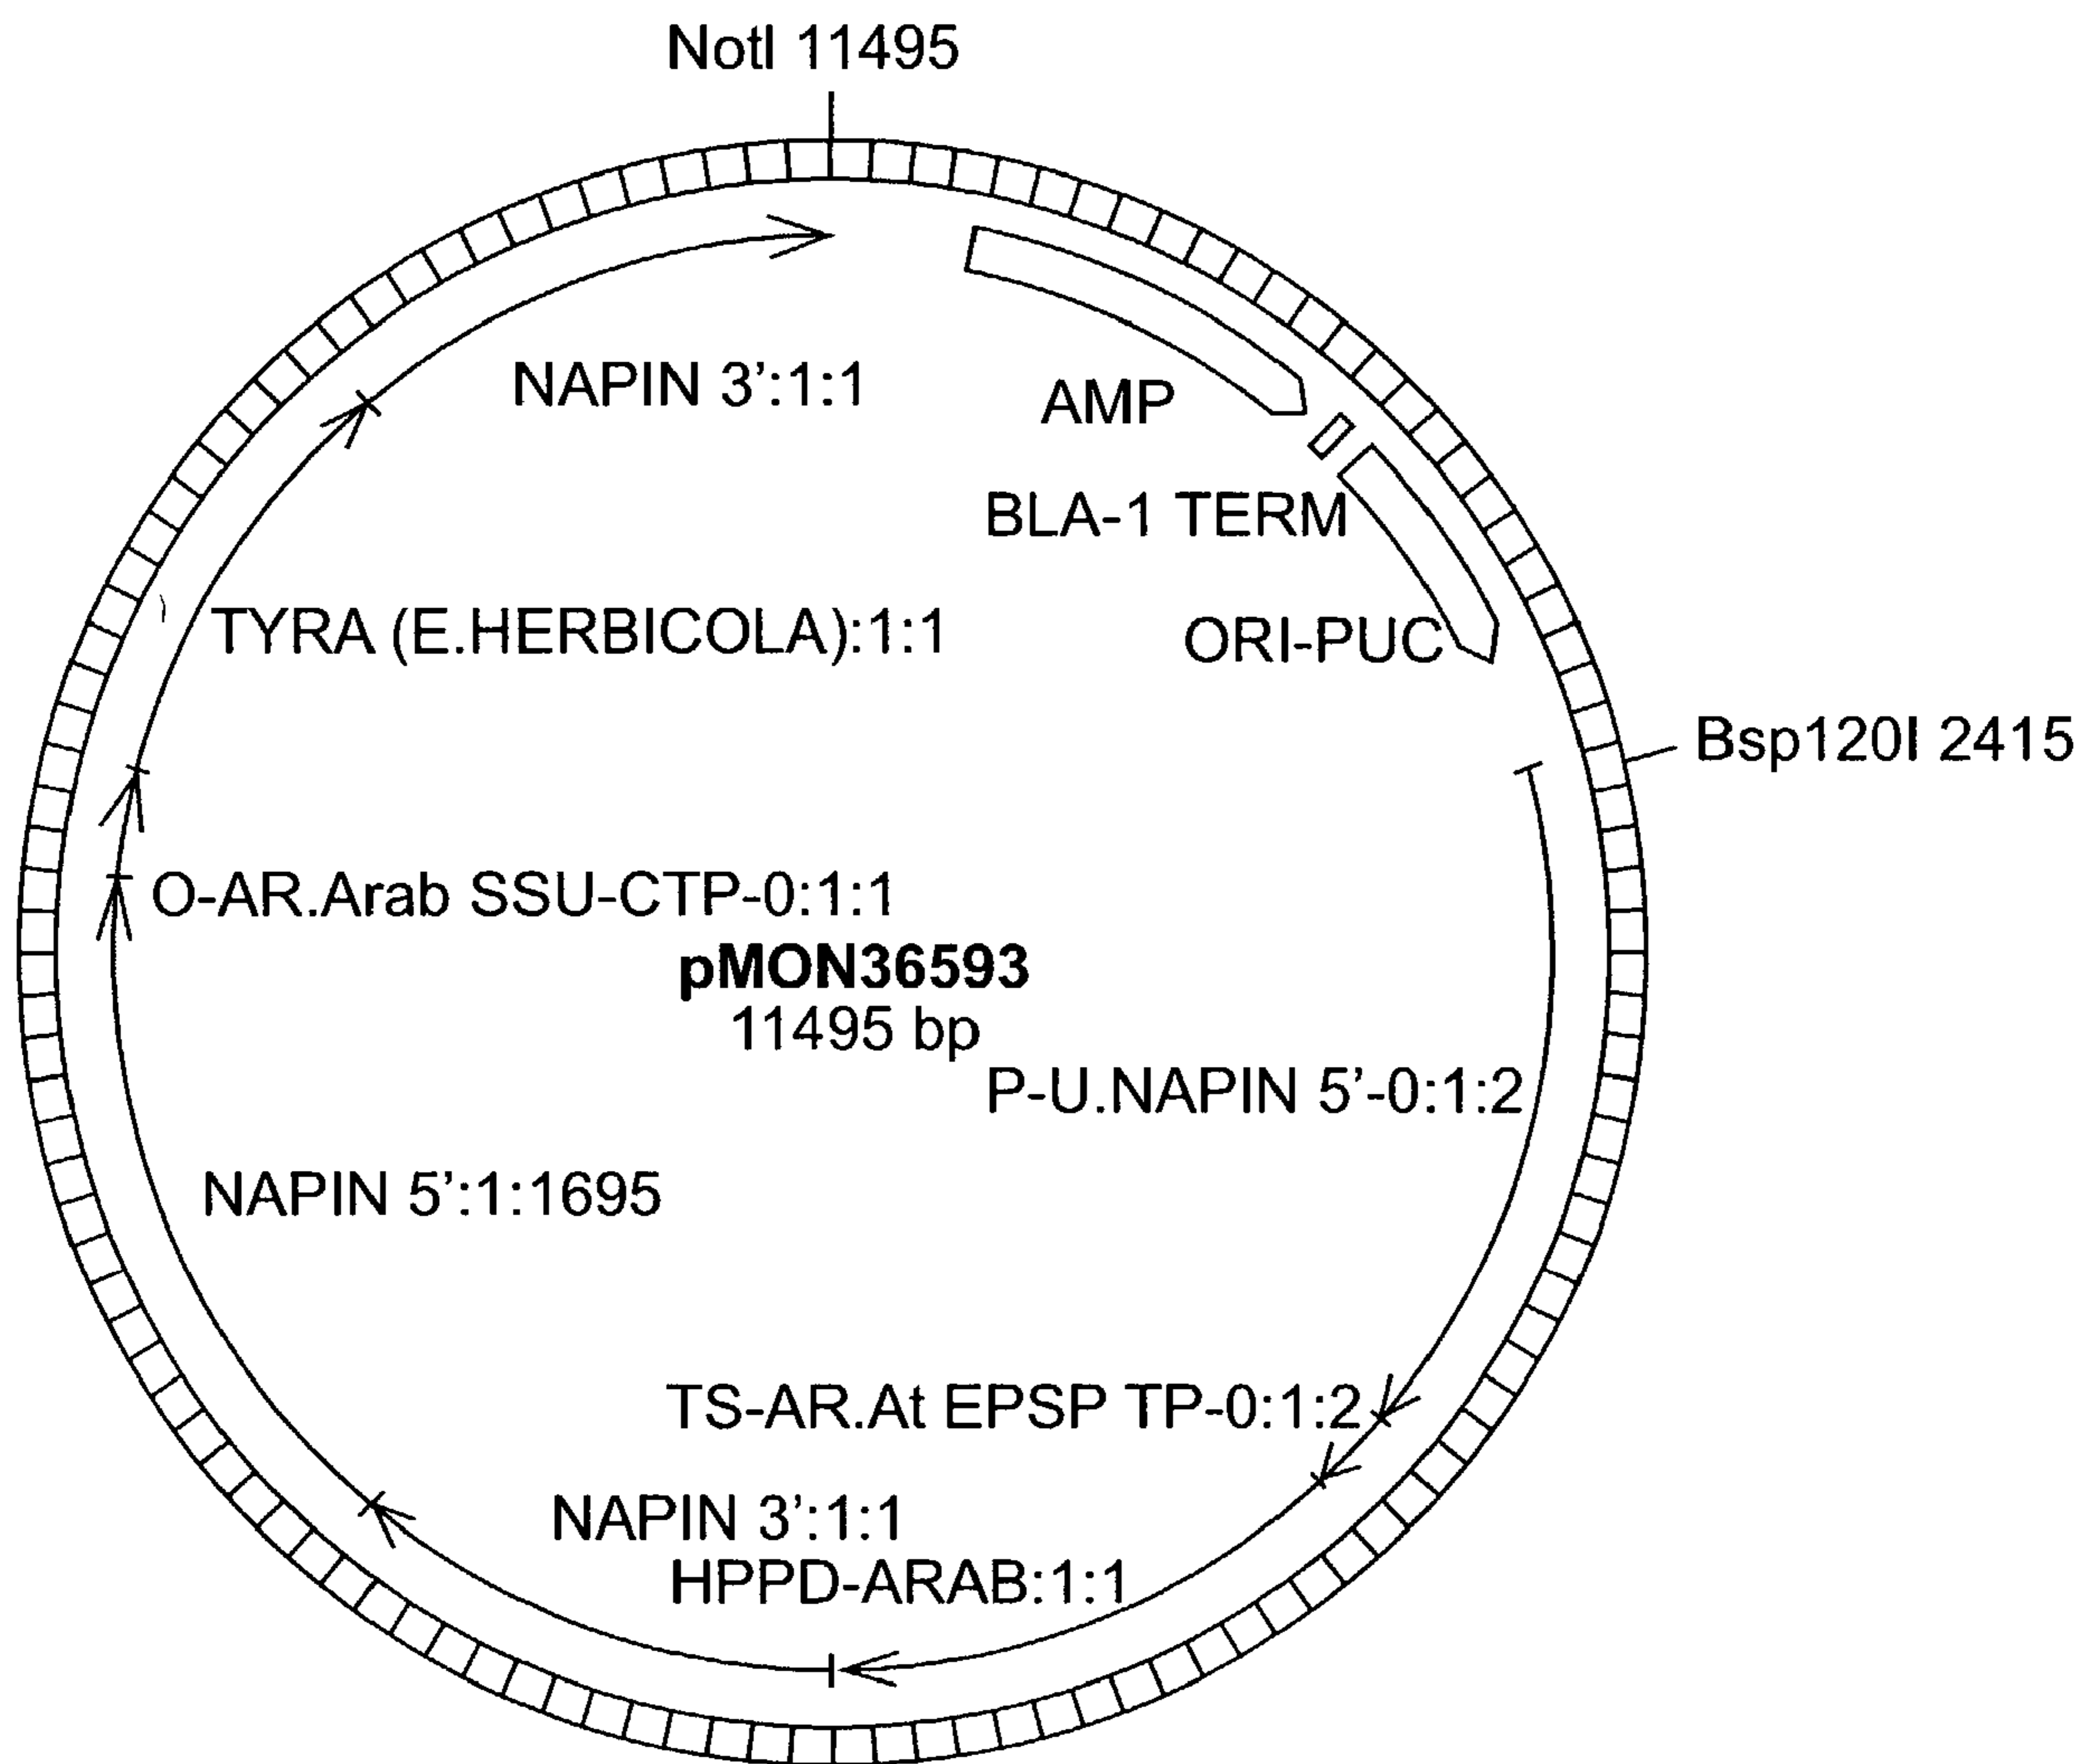 NotI 11495
NAPIN 3':1:1
AMP
BLA-1 TERM
TYRA (E.HERBICOLA):1:1
ORI-PUC
Bsp120I 2415
O-AR.Arab SSU-CTP-0:1:1
pMON36593
11495 bp
P-U.NAPIN 5'-0:1:2
NAPIN 5':1:1695
TS-AR.At EPSP TP-0:1:2
NAPIN 3':1:1
HPPD-ARAB:1:1